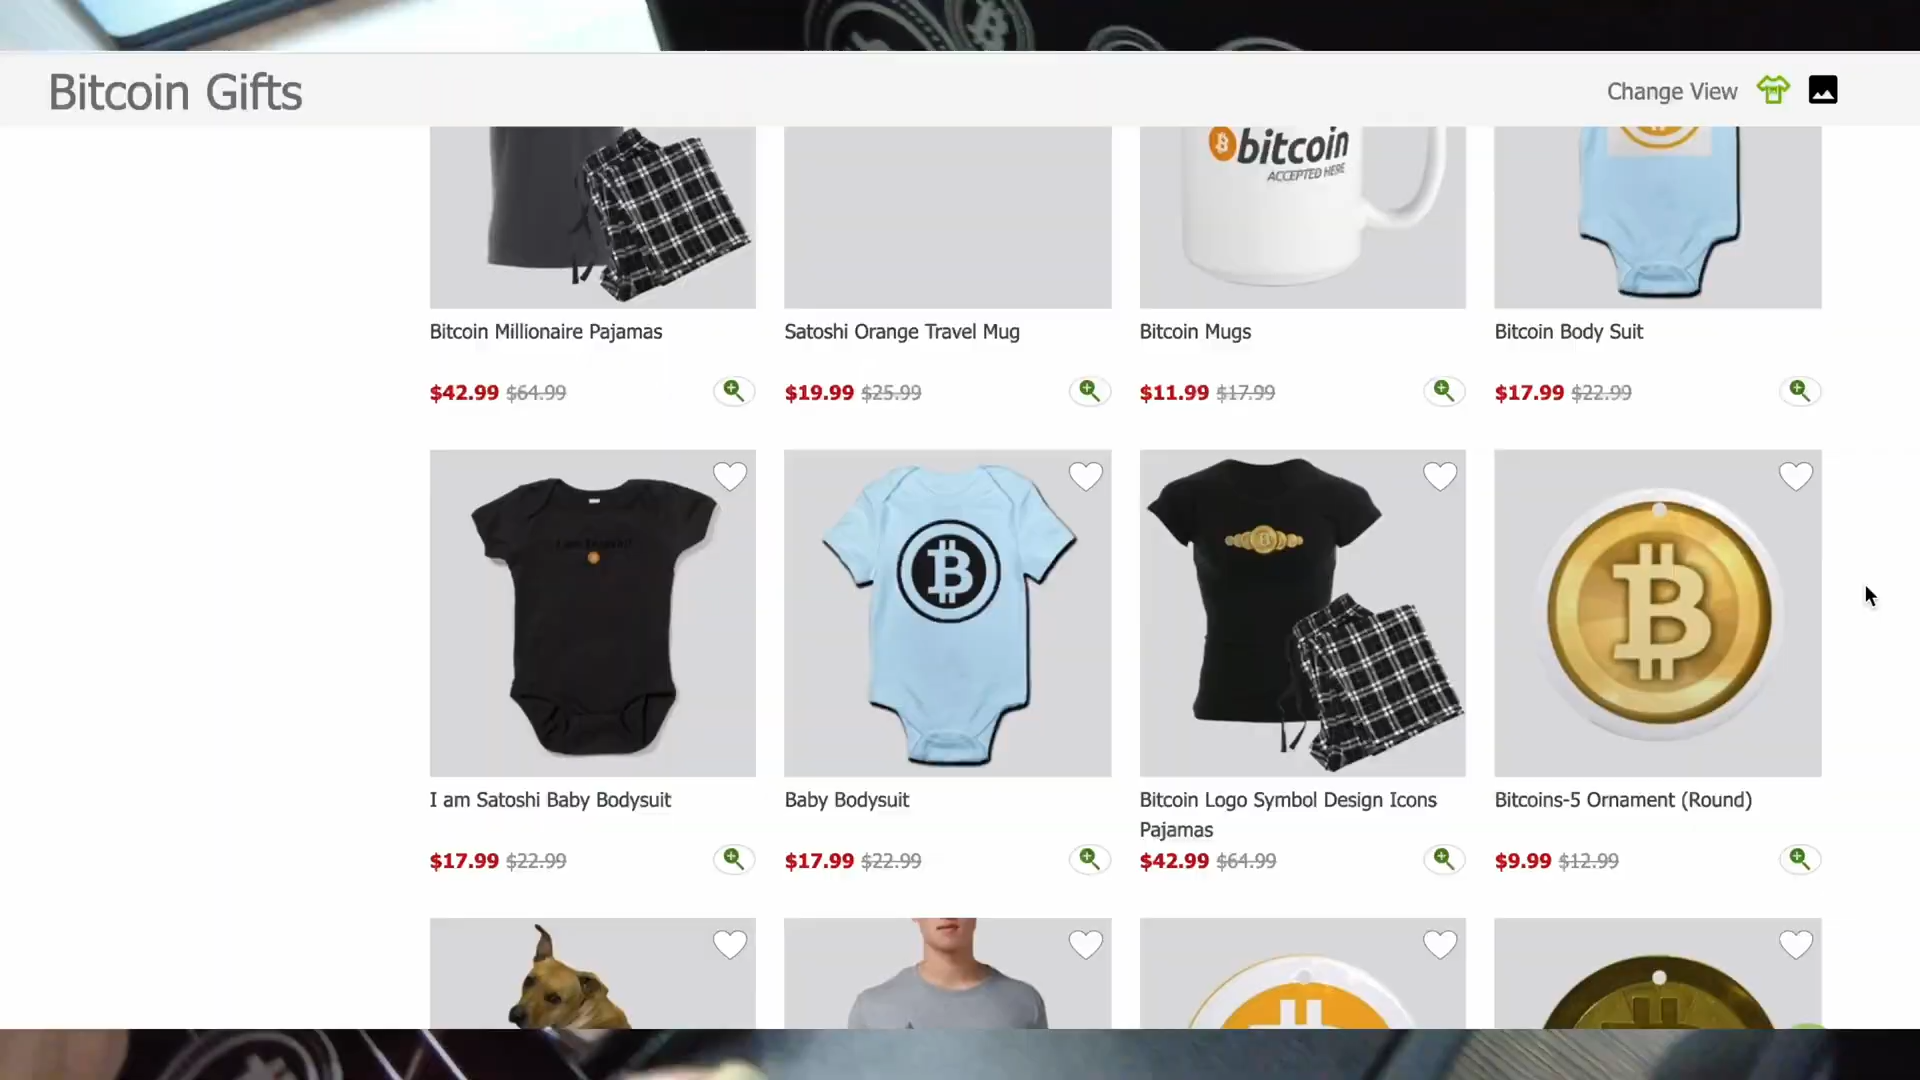 Bitcoin Gifts
Change View
bitcoin
ACCEPTED HERE
Bitcoin Millionaire Pajamas
Satoshi Orange Travel Mug
Bitcoin Mugs
Bitcoin Body Suit
$42.99 $64.99
$19.99 $25.99
$11.99 $17.99
$17.99 $22.99
I am Satoshi Baby Bodysuit
Baby Bodysuit
Bitcoin Logo Symbol Design Icons
Pajamas
Bitcoins-5 Ornament (Round)
$17.99 $22.99
$17.99 $22.99
$42.99 $64.99
$9.99 $12.99